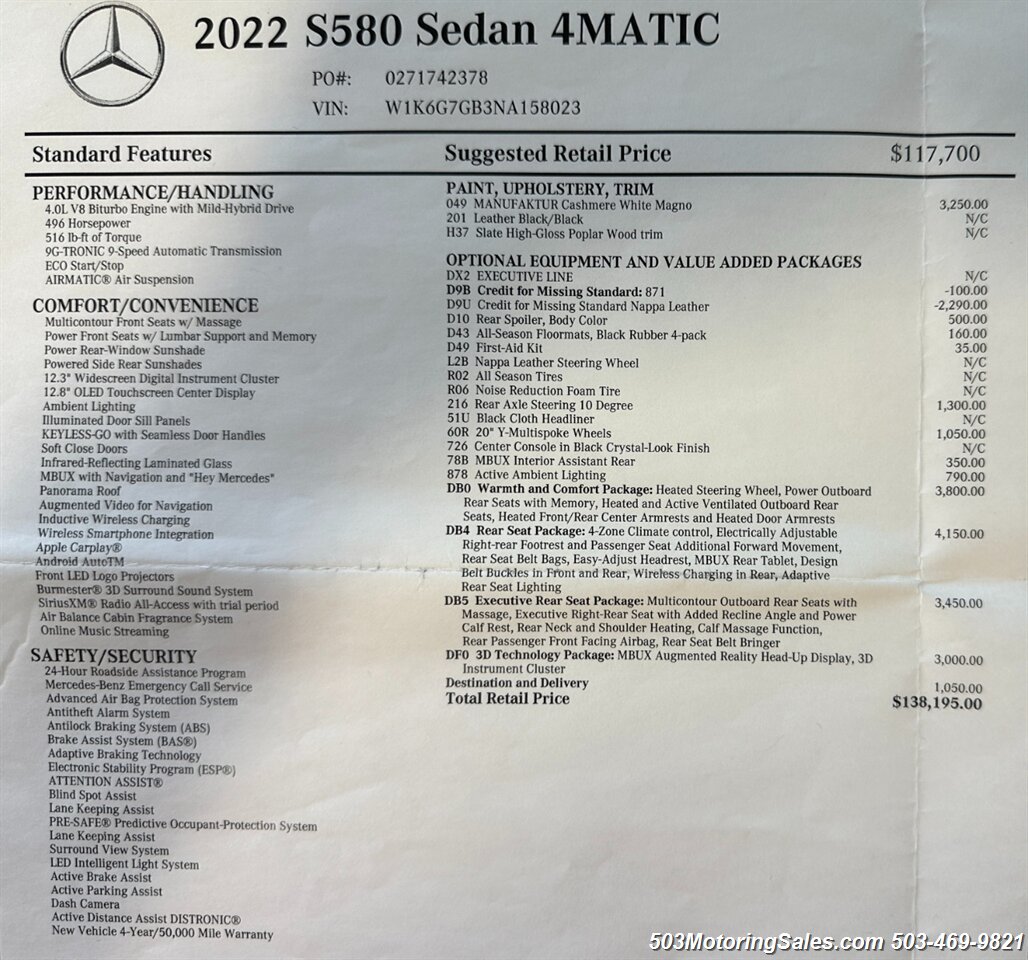 2022 S580 Sedan 4MATIC
PO#: 0271742378
VIN: W1K6G7GB3NA158023
Standard Features
Suggested Retail Price $117,700
PERFORMANCE/HANDLING
4.0L V8 Biturbo Engine with Mild-Hybrid Drive
496 Horsepower
516 lb-ft of Torque
9G-TRONIC 9-Speed Automatic Transmission
ECO Start/Stop
AIRMATIC® Air Suspension
COMFORT/CONVENIENCE
Multicontour Front Seats w/ Massage
Power Front Seats w/ Lumbar Support and Memory
Power Rear-Window Sunshade
Powered Side Rear Sunshades
12.3" Widescreen Digital Instrument Cluster
12.8" OLED Touchscreen Center Display
Ambient Lighting
Illuminated Door Sill Panels
KEYLESS-GO with Seamless Door Handles
Soft Close Doors
Infrared-Reflecting Laminated Glass
MBUX with Navigation and "Hey Mercedes"
Panorama Roof
Augmented Video for Navigation
Inductive Wireless Charging
Wireless Smartphone Integration
Apple Carplay®
Android AutoTM
Front LED Logo Projectors
Burmester® 3D Surround Sound System
SiriusXM® Radio All-Access with trial period
Air Balance Cabin Fragrance System
Online Music Streaming
SAFETY/SECURITY
24-Hour Roadside Assistance Program
Mercedes-Benz Emergency Call Service
Advanced Air Bag Protection System
Antitheft Alarm System
Antilock Braking System (ABS)
Brake Assist System (BAS®)
Adaptive Braking Technology
Electronic Stability Program (ESP®)
ATTENTION ASSIST®
Blind Spot Assist
Lane Keeping Assist
PRE-SAFE® Predictive Occupant-Protection System
Lane Keeping Assist
Surround View System
LED Intelligent Light System
Active Brake Assist
Active Parking Assist
Dash Camera
Active Distance Assist DISTRONIC®
New Vehicle 4-Year/50,000 Mile Warranty
PAINT, UPHOLSTERY, TRIM
049 MANUFAKTUR Cashmere White Magno 3,250.00
201 Leather Black/Black N/C
H37 Slate High-Gloss Poplar Wood trim N/C
OPTIONAL EQUIPMENT AND VALUE ADDED PACKAGES
DX2 EXECUTIVE LINE N/C
D9B Credit for Missing Standard: 871 -100.00
D9U Credit for Missing Standard Nappa Leather -2,290.00
D10 Rear Spoiler, Body Color 500.00
D43 All-Season Floormats, Black Rubber 4-pack 160.00
D49 First-Aid Kit 35.00
L2B Nappa Leather Steering Wheel N/C
R02 All Season Tires N/C
R06 Noise Reduction Foam Tire N/C
216 Rear Axle Steering 10 Degree 1,300.00
51U Black Cloth Headliner N/C
60R 20" Y-Multispoke Wheels 1,050.00
726 Center Console in Black Crystal-Look Finish N/C
78B MBUX Interior Assistant Rear 350.00
878 Active Ambient Lighting 790.00
DB0 Warmth and Comfort Package: Heated Steering Wheel, Power Outboard 3,800.00
Rear Seats with Memory, Heated and Active Ventilated Outboard Rear
Seats, Heated Front/Rear Center Armrests and Heated Door Armrests
DB4 Rear Seat Package: 4-Zone Climate control, Electrically Adjustable 4,150.00
Right-rear Footrest and Passenger Seat Additional Forward Movement,
Rear Seat Belt Bags, Easy-Adjust Headrest, MBUX Rear Tablet, Design
Belt Buckles in Front and Rear, Wireless Charging in Rear, Adaptive
Rear Seat Lighting
DB5 Executive Rear Seat Package: Multicontour Outboard Rear Seats with 3,450.00
Massage, Executive Right-Rear Seat with Added Recline Angle and Power
Calf Rest, Rear Neck and Shoulder Heating, Calf Massage Function,
Rear Passenger Front Facing Airbag, Rear Seat Belt Bringer
DF0 3D Technology Package: MBUX Augmented Reality Head-Up Display, 3D 3,000.00
Instrument Cluster
Destination and Delivery 1,050.00
Total Retail Price $138,195.00
503MotoringSales.com 503-469-9821